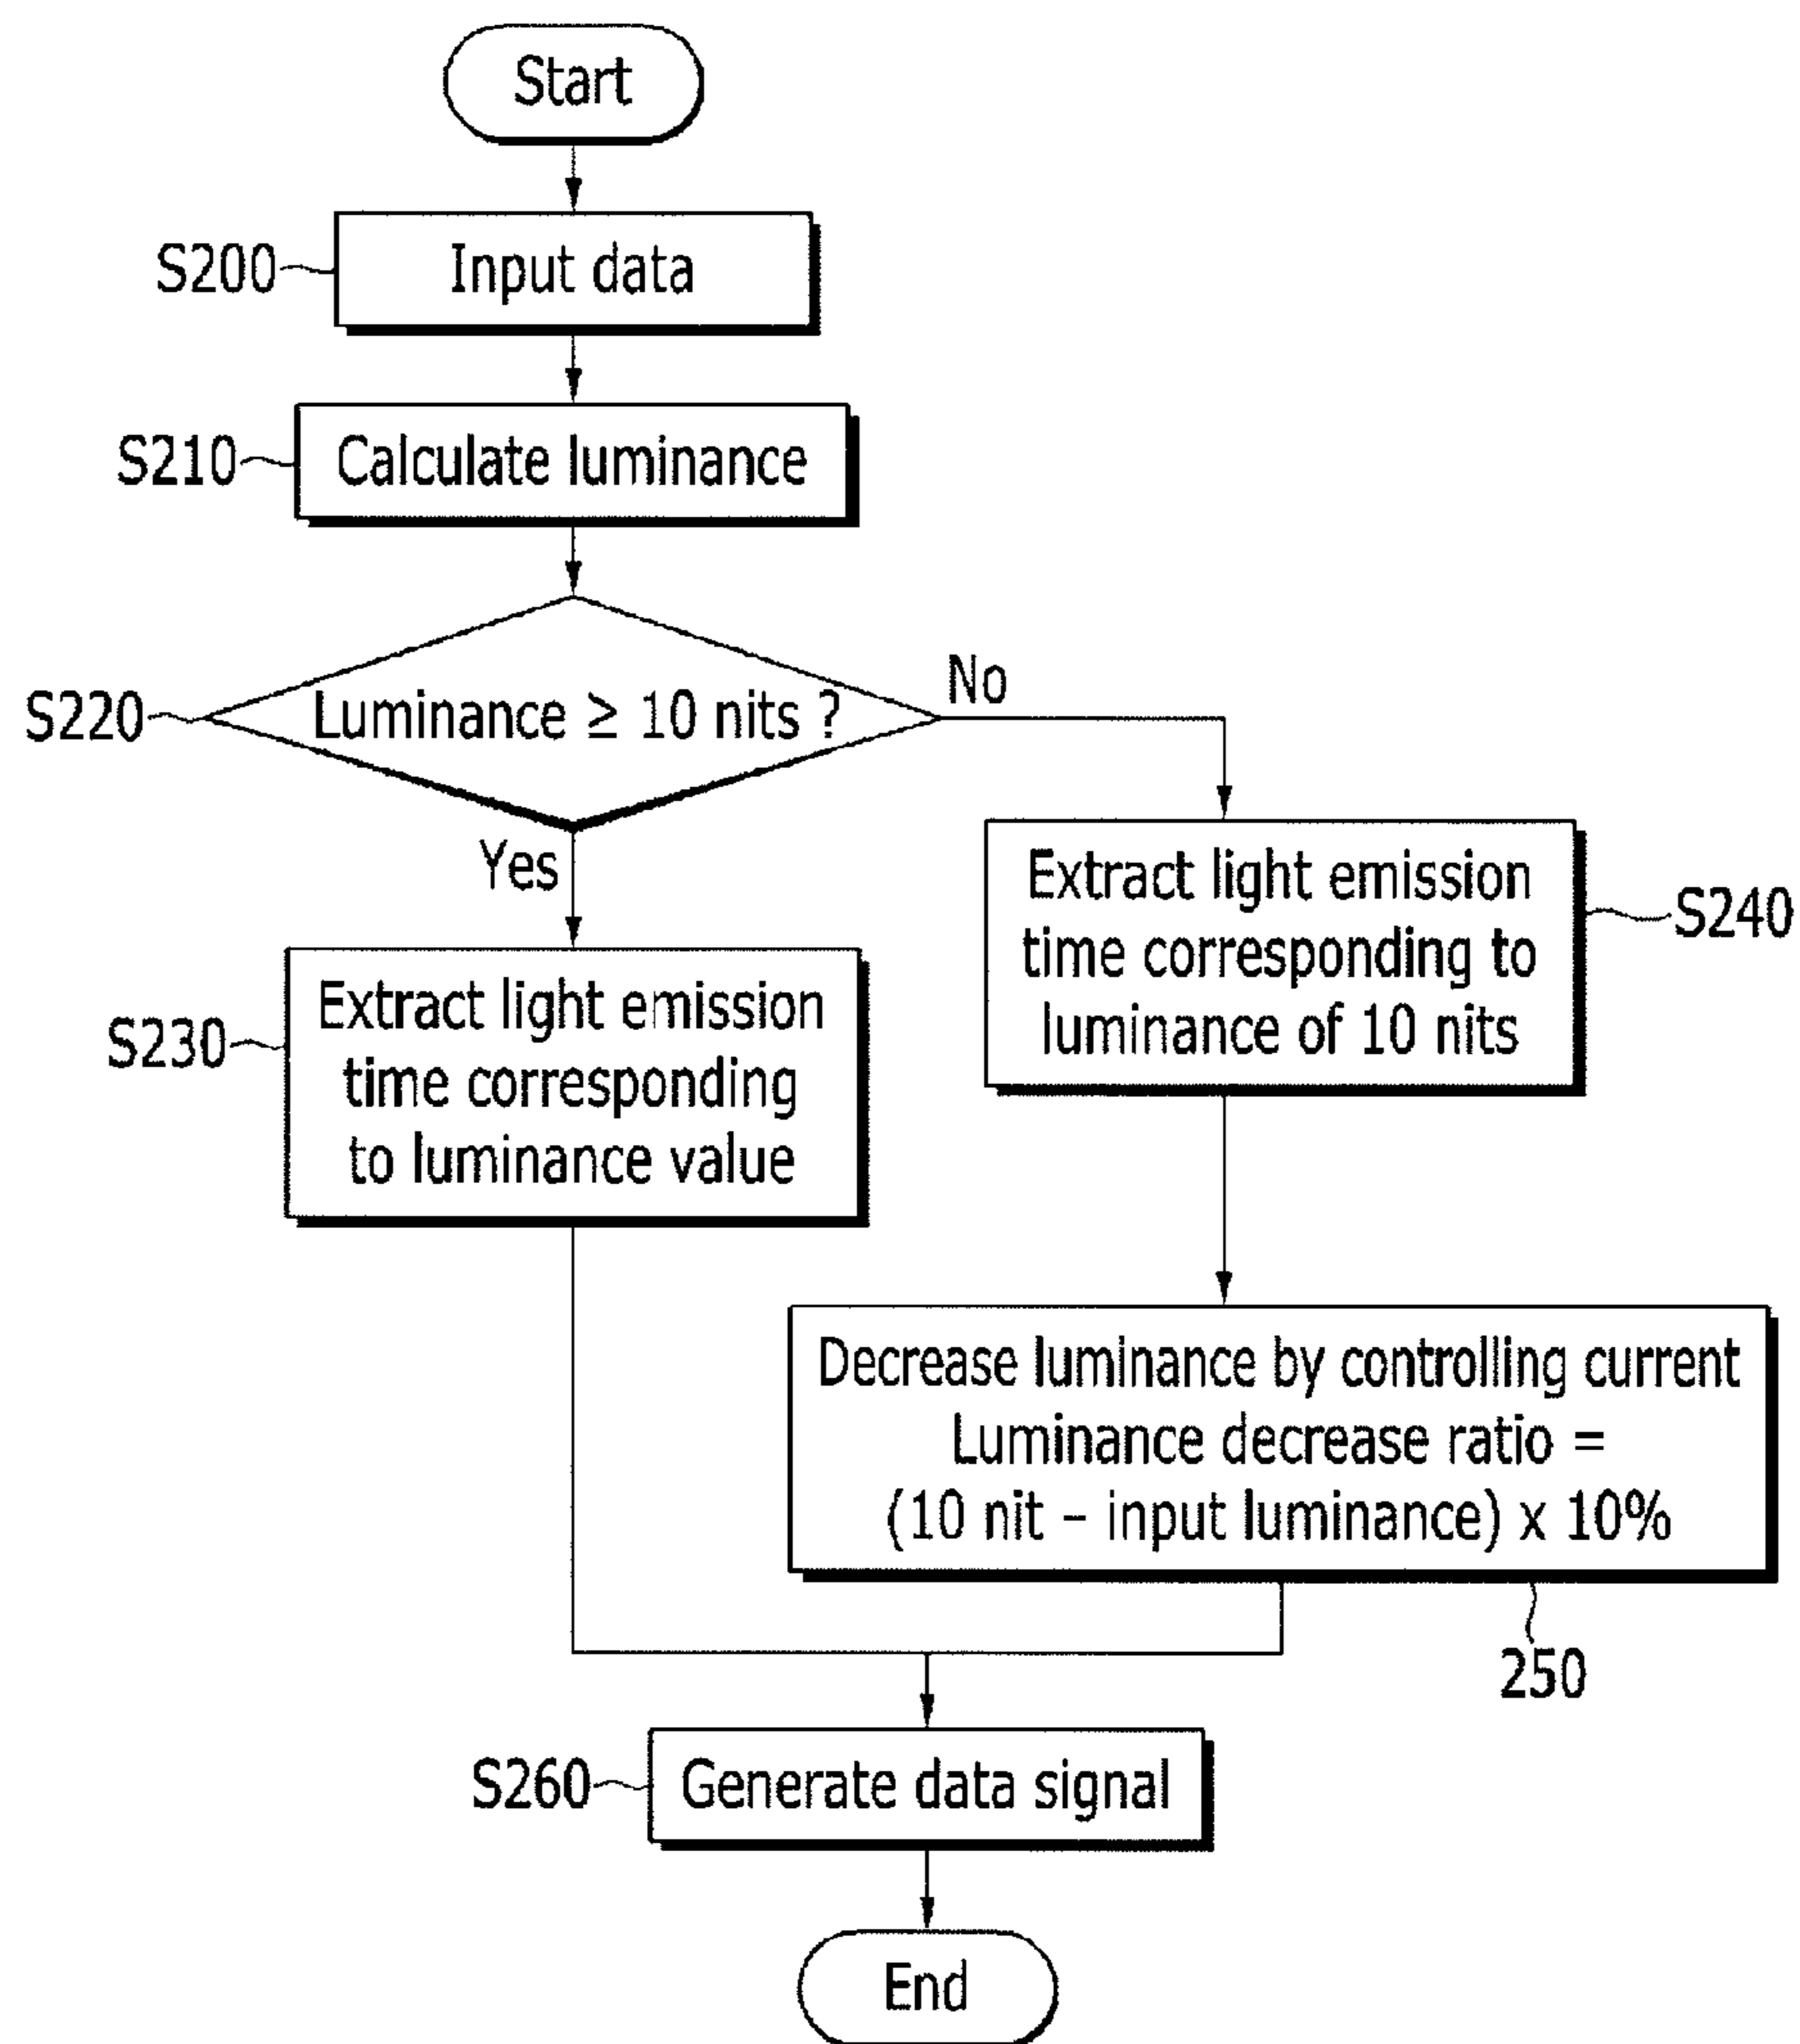 Start
S200
Input data
S210
Calculate luminance
S220
Luminance ≥ 10 nits ?
No
Yes
S230
Extract light emission
time corresponding
to luminance value
Extract light emission
time corresponding to
luminance of 10 nits
S240
Decrease luminance by controlling current
Luminance decrease ratio =
(10 nit – input luminance) x 10%
250
S260
Generate data signal
End